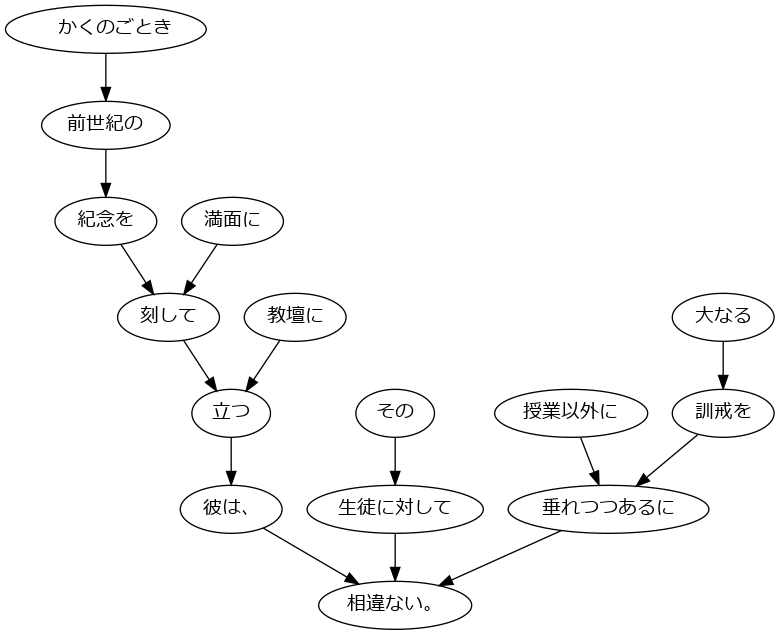 かくのごとき
前世紀の
紀念を
満面に
刻して
教壇に
大なる
立つ
その
授業以外に
訓戒を
彼は、
生徒に対して
垂れつつあるに
相違ない。